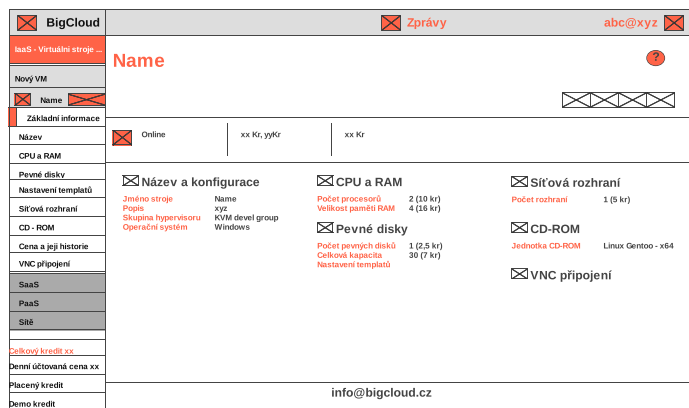 BigCloud
Zprávy
abc@xyz
IaaS - Virtuální stroje ...
Nový VM
Name
Základní informace
Název
CPU a RAM
Pevné disky
Nastavení templatů
Síťová rozhraní
CD - ROM
Cena a její historie
VNC připojení
SaaS
PaaS
Sítě
Celkový kredit xx
Denní účtovaná cena xx
Placený kredit
Demo kredit
Name
?
Online
xx Kr, yyKr
xx Kr
Název a konfigurace
Jméno stroje Name
Popis xyz
Skupina hypervisoru KVM devel group
Operační systém Windows
CPU a RAM
Počet procesorů 2 (10 kr)
Velikost paměti RAM 4 (16 kr)
Pevné disky
Počet pevných disků 1 (2,5 kr)
Celková kapacita 30 (7 kr)
Nastavení templatů
Síťová rozhraní
Počet rozhraní 1 (5 kr)
CD-ROM
Jednotka CD-ROM Linux Gentoo - x64
VNC připojení
info@bigcloud.cz